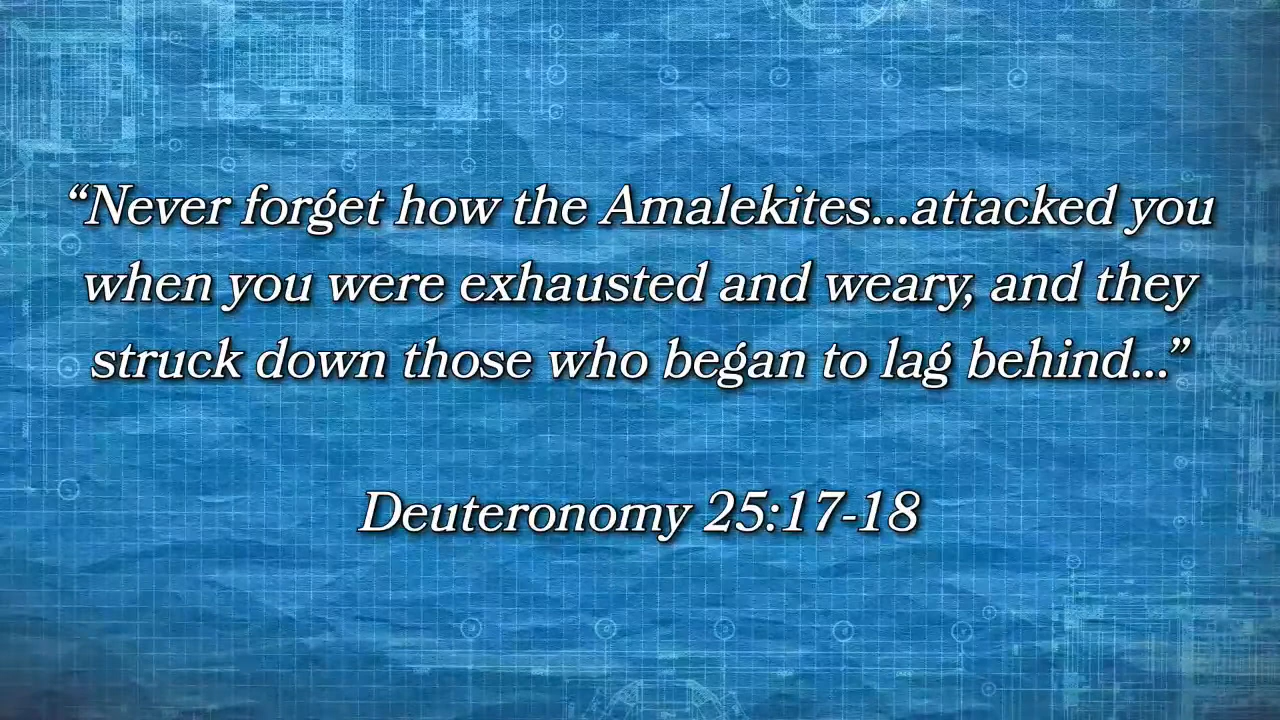 “Never forget how the Amalekites...attacked you
when you were exhausted and weary, and they
struck down those who began to lag behind...”
Deuteronomy 25:17-18